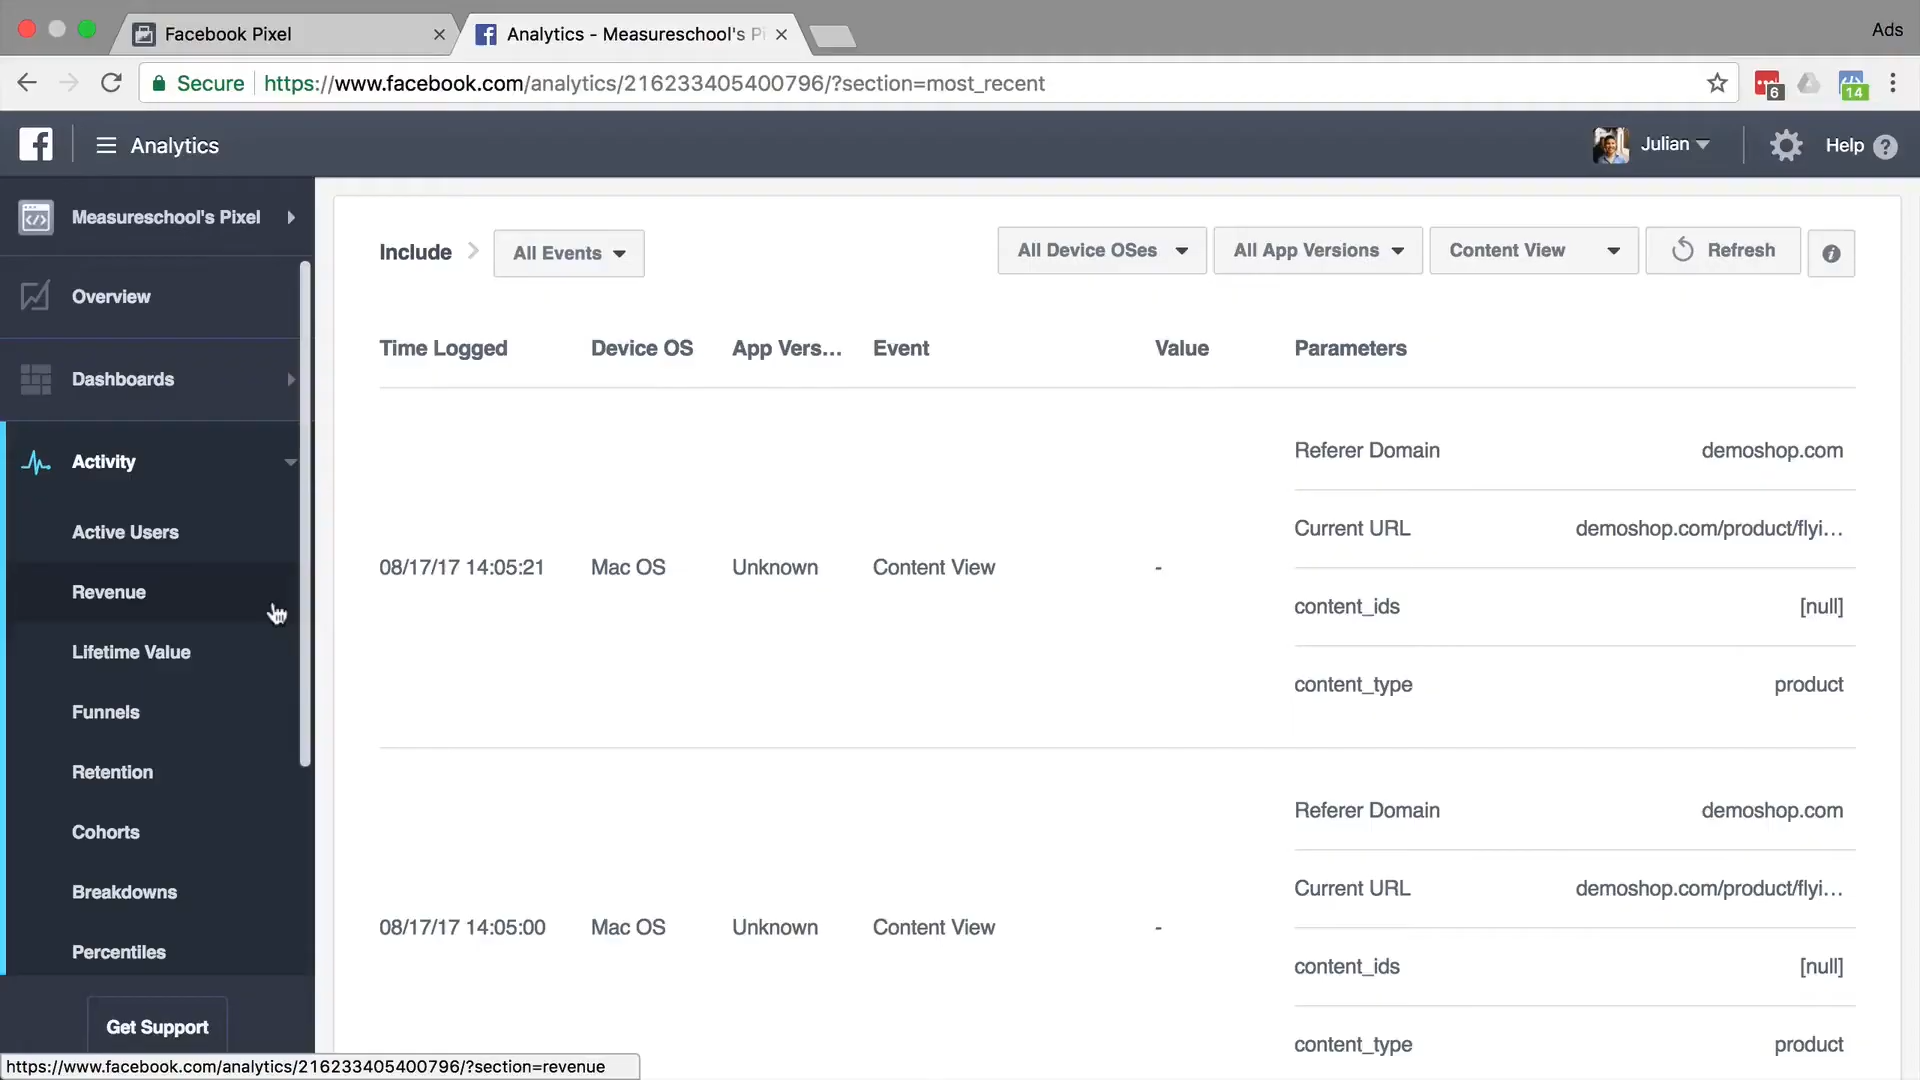 Facebook Pixel
Analytics - Measureschool's Pi
Ads
Secure
https://www.facebook.com/analytics/216233405400796/?section=most_recent
6
14
Analytics
Julian
Help
Measureschool's Pixel
Overview
Dashboards
Activity
Active Users
Revenue
Lifetime Value
Funnels
Retention
Cohorts
Breakdowns
Percentiles
Get Support
https://www.facebook.com/analytics/216233405400796/?section=revenue
Include
All Events
All Device OSes
All App Versions
Content View
Refresh
Time Logged Device OS App Vers... Event Value Parameters
Referer Domain demoshop.com
Current URL demoshop.com/product/flyi...
08/17/17 14:05:21 Mac OS Unknown Content View -
content_ids [null]
content_type product
Referer Domain demoshop.com
Current URL demoshop.com/product/flyi...
08/17/17 14:05:00 Mac OS Unknown Content View -
content_ids [null]
content_type product